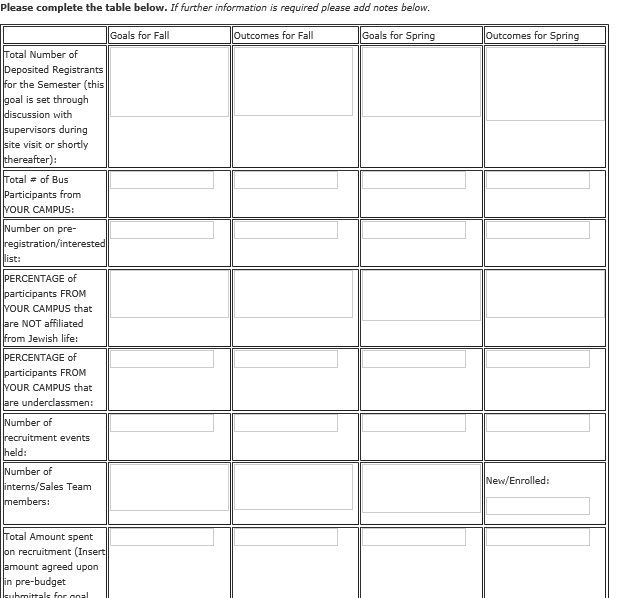 Please complete the table below. If further information is required please add notes below.
Goals for Fall
Outcomes for Fall
Goals for Spring
Outcomes for Spring
Total Number of
Deposited Registrants
for the Semester (this
goal is set through
discussion with
supervisors during
site visit or shortly
thereafter):
Total # of Bus
Participants from
YOUR CAMPUS:
Number on pre-
registration/interested
list:
PERCENTAGE of
participants FROM
YOUR CAMPUS that
are NOT affiliated
from Jewish life:
PERCENTAGE of
participants FROM
YOUR CAMPUS that
are underclassmen:
Number of
recruitment events
held:
Number of
interns/Sales Team
members:
New/Enrolled:
Total Amount spent
on recruitment (Insert
amount agreed upon
in pre-budget
submittals for goal